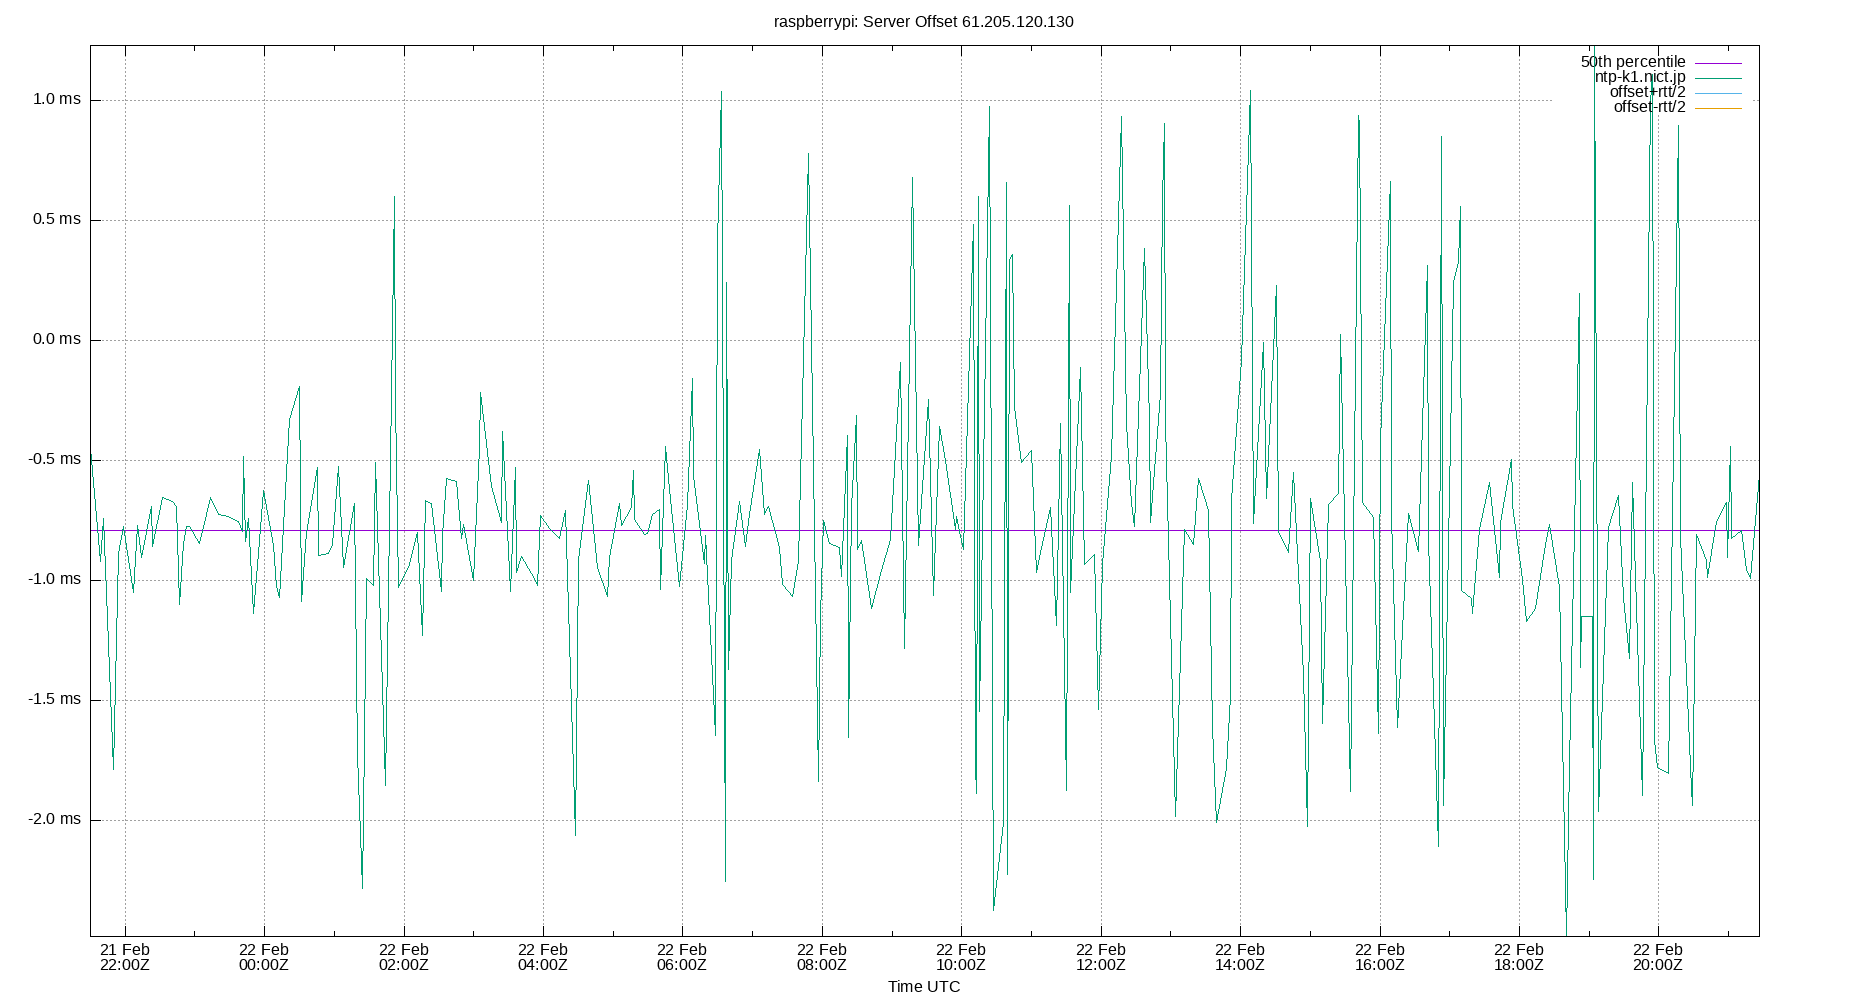 raspberrypi: Server Offset 61.205.120.130
50th percentile
ntp-k1.nict.jp
offset+rtt/2
offset-rtt/2
1.0 ms
0.5 ms
0.0 ms
-0.5 ms
-1.0 ms
-1.5 ms
-2.0 ms
21 Feb 22 Feb 22 Feb 22 Feb 22 Feb 22 Feb 22 Feb 22 Feb 22 Feb 22 Feb 22 Feb 22 Feb
22:00Z 00:00Z 02:00Z 04:00Z 06:00Z 08:00Z 10:00Z 12:00Z 14:00Z 16:00Z 18:00Z 20:00Z
Time UTC